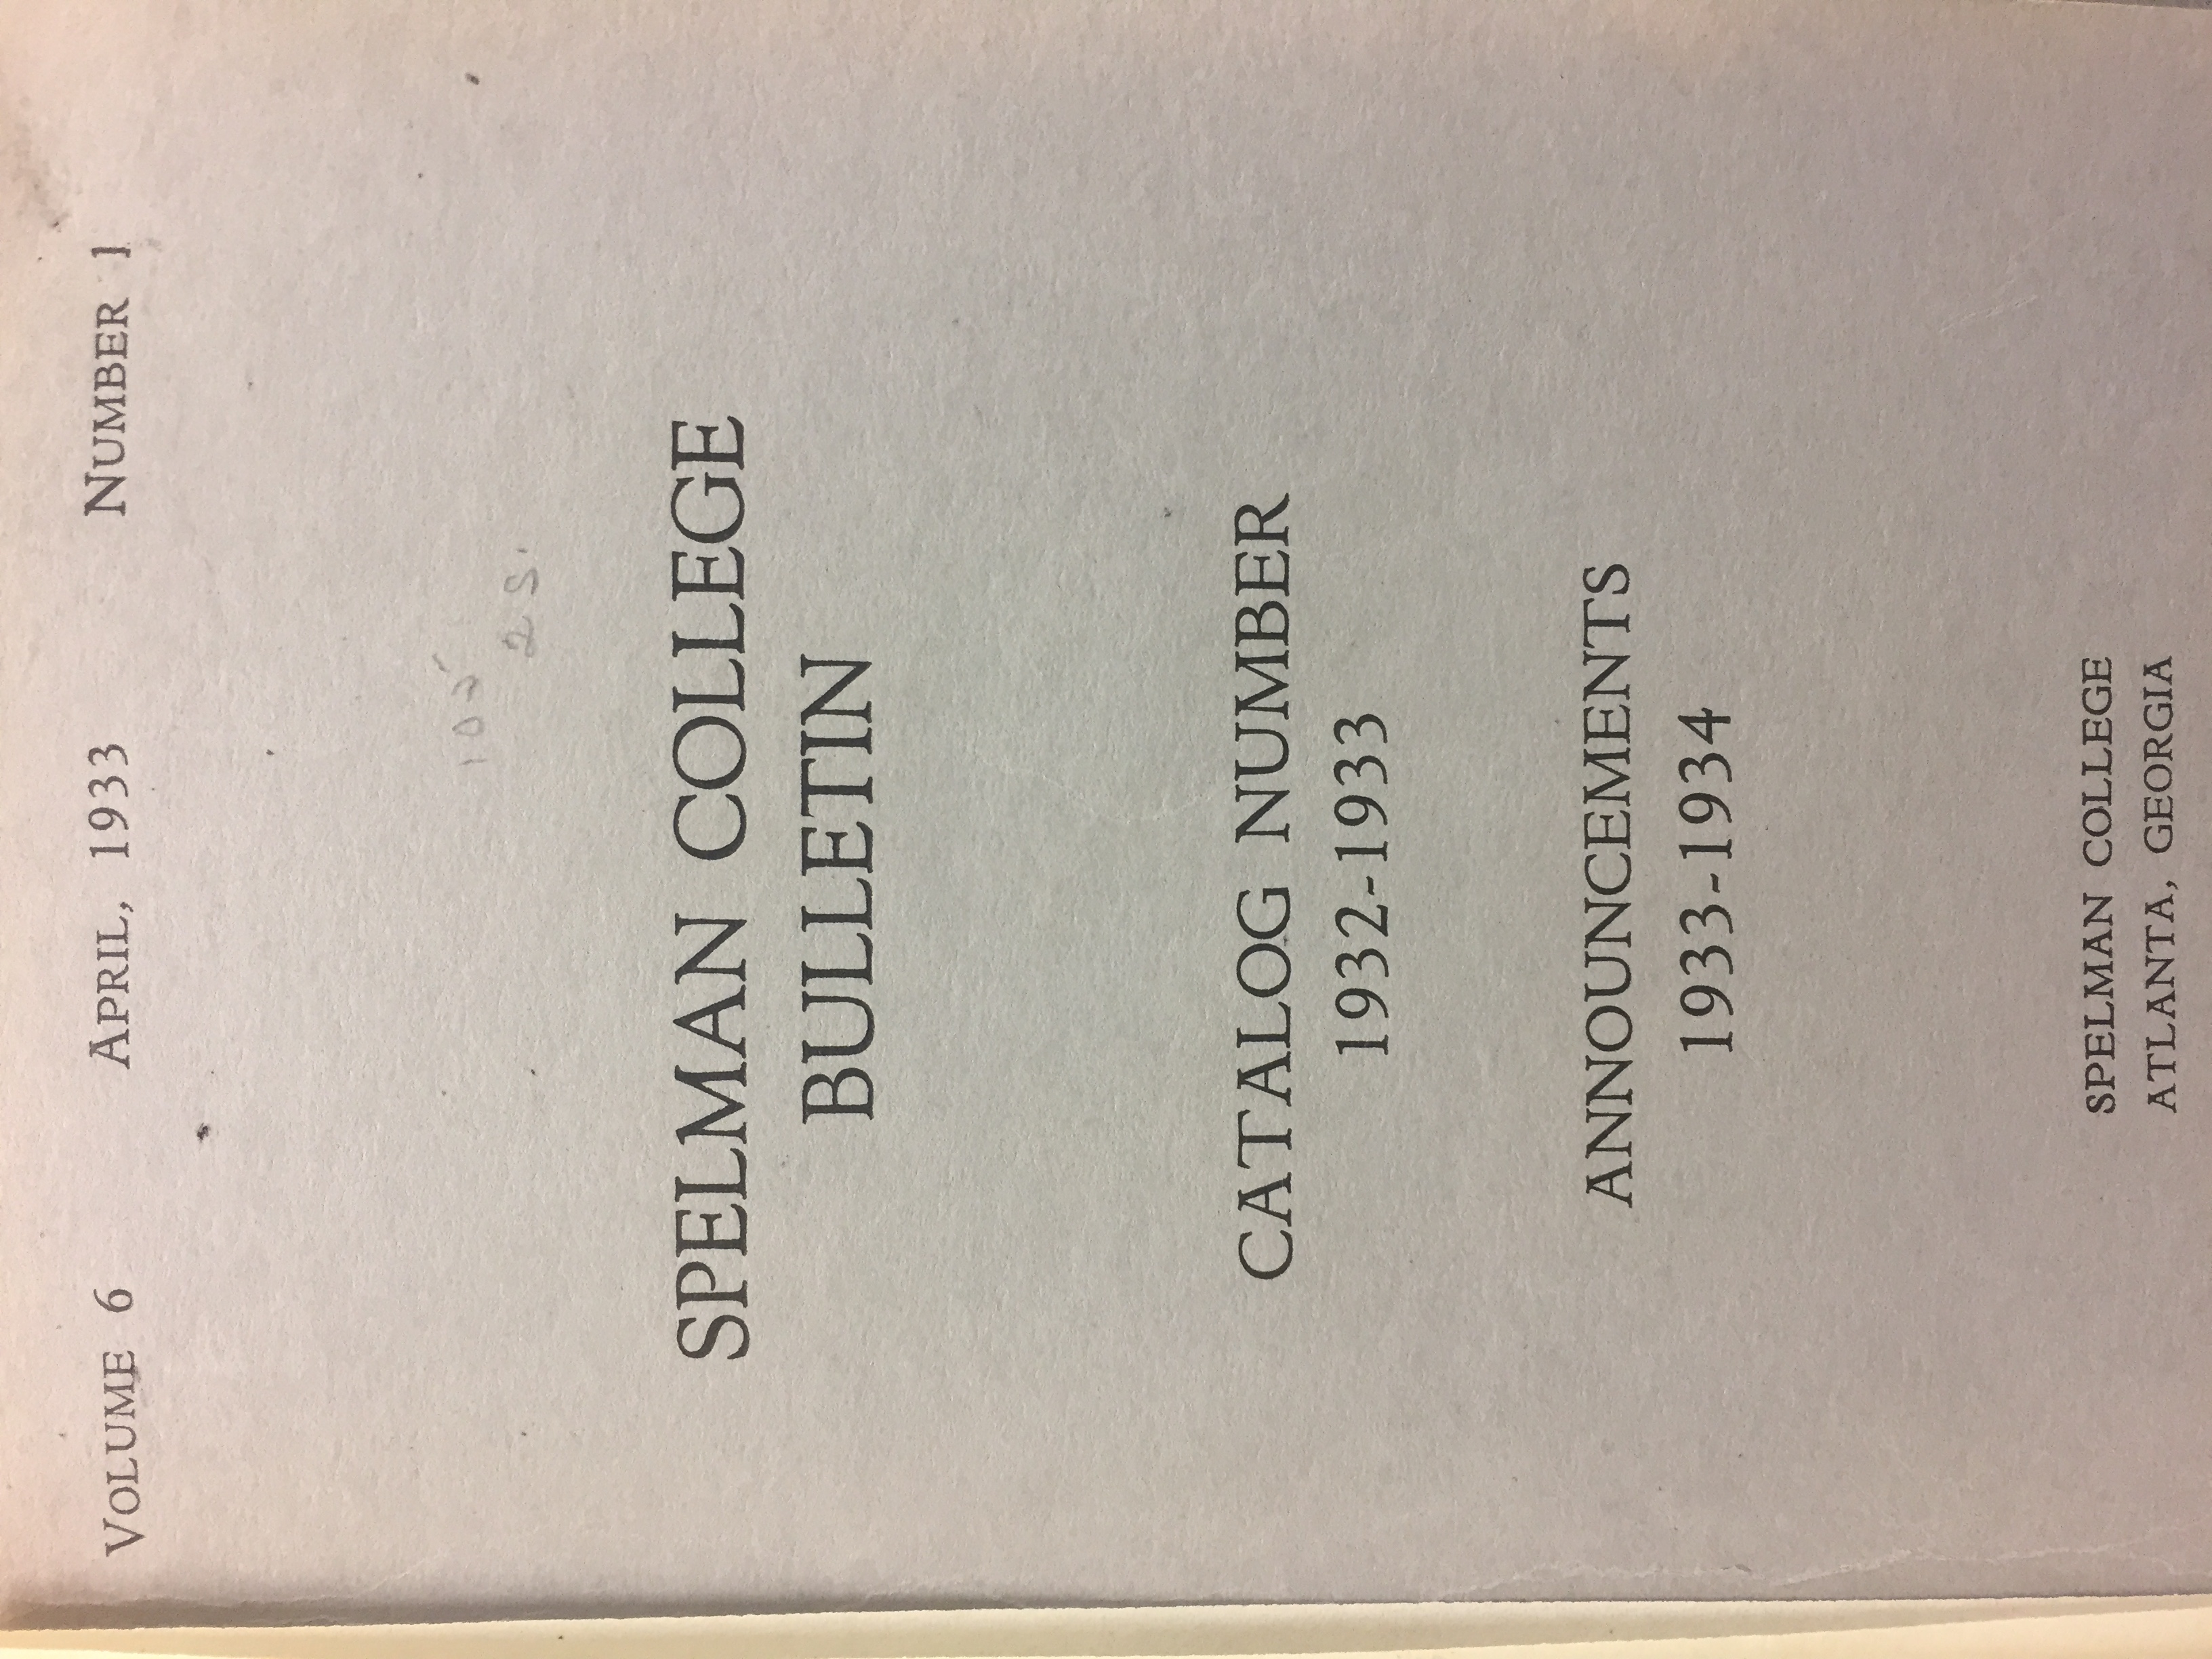 VOLUME 6 APRIL, 1933 NUMBER 1
SPELMAN COLLEGE
BULLETIN
CATALOG NUMBER
1932-1933
ANNOUNCEMENTS
1933-1934
SPELMAN COLLEGE
ATLANTA, GEORGIA